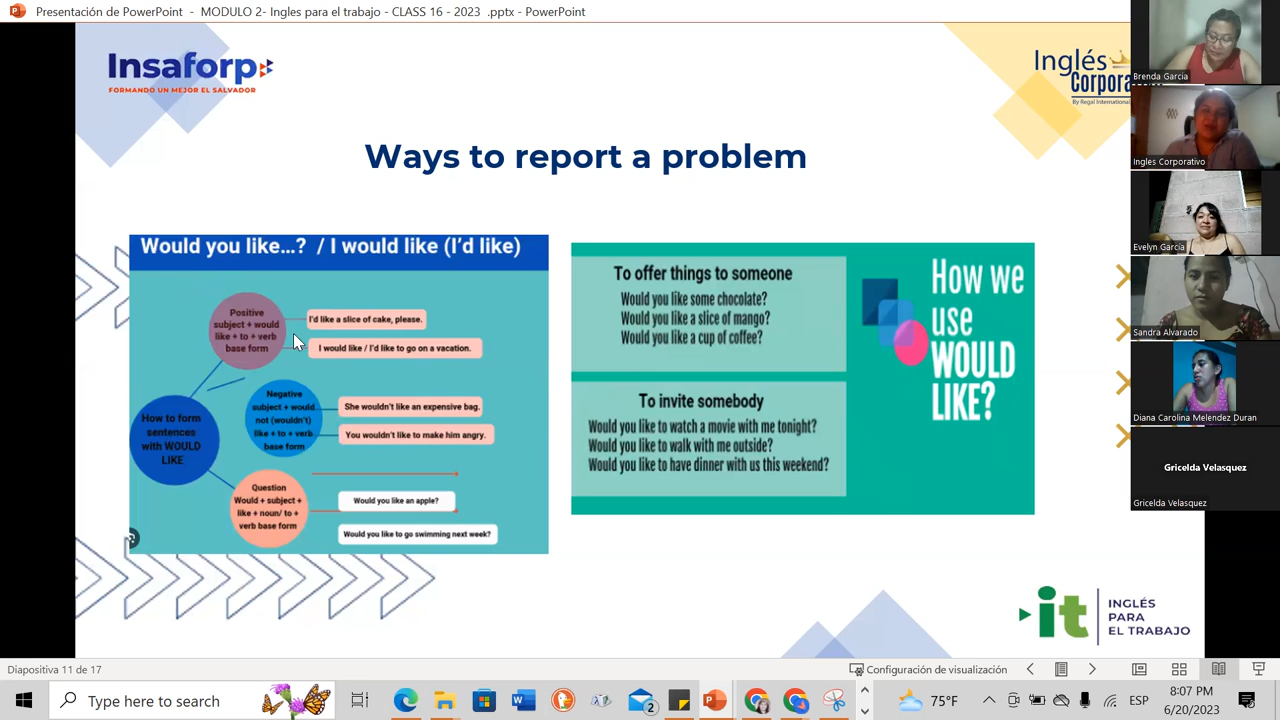 Presentación de PowerPoint - MODULO 2- Ingles para el trabajo - CLASS 16 - 2023 .pptx - PowerPoint
Insaforp
FORMANDO UN MEJOR EL SALVADOR
Inglés
Corpora
By Regal International
Ways to report a problem
Would you like...? / I would like (I'd like)
Positive
subject + would
like + to + verb
base form
I'd like a slice of cake, please.
I would like / I'd like to go on a vacation.
Negative
subject + would
not (wouldn't)
like + to + verb
base form
She wouldn't like an expensive bag.
You wouldn't like to make him angry.
How to form
sentences
with WOULD
LIKE
Question
Would + subject +
like + noun/ to +
verb base form
Would you like an apple?
Would you like to go swimming next week?
To offer things to someone
Would you like some chocolate?
Would you like a slice of mango?
Would you like a cup of coffee?
To invite somebody
Would you like to watch a movie with me tonight?
Would you like to walk with me outside?
Would you like to have dinner with us this weekend?
How we
use
WOULD
LIKE?
it
INGLÉS
PARA
EL TRABAJO
Brenda Garcia
Ingles Corporativo
Evelyn García
Sandra Alvarado
Diana Carolina Melendez Duran
Gricelda Velasquez
Gricelda Velasquez
Diapositiva 11 de 17
Configuración de visualización
Type here to search
2
75°F
ESP
8:07 PM
6/20/2023